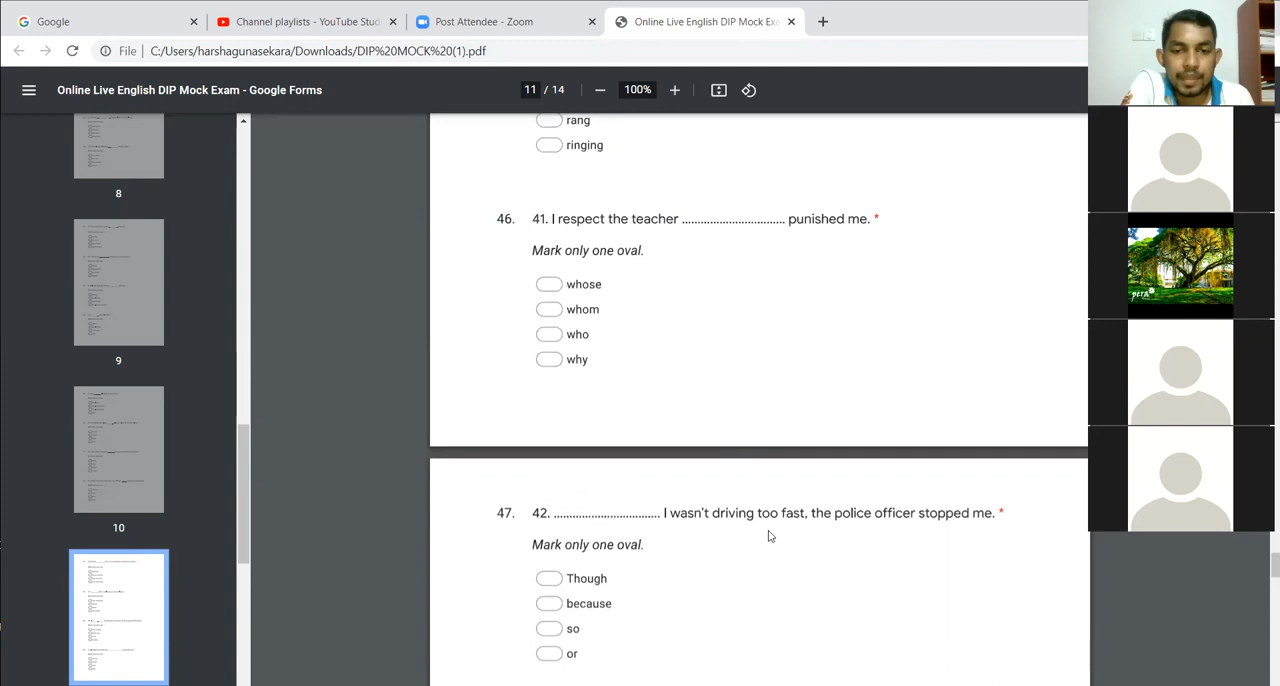 Google
Channel playlists - YouTube Stud
Post Attendee - Zoom
Online Live English DIP Mock Exa
File | C:/Users/harshagunasekara/Downloads/DIP%20MOCK%20(1).pdf
Online Live English DIP Mock Exam - Google Forms
11 / 14
100%
rang
ringing
46. 41. I respect the teacher .................................. punished me. *
Mark only one oval.
whose
whom
who
why
47. 42. .................................. I wasn't driving too fast, the police officer stopped me. *
Mark only one oval.
Though
because
so
or
8
9
10